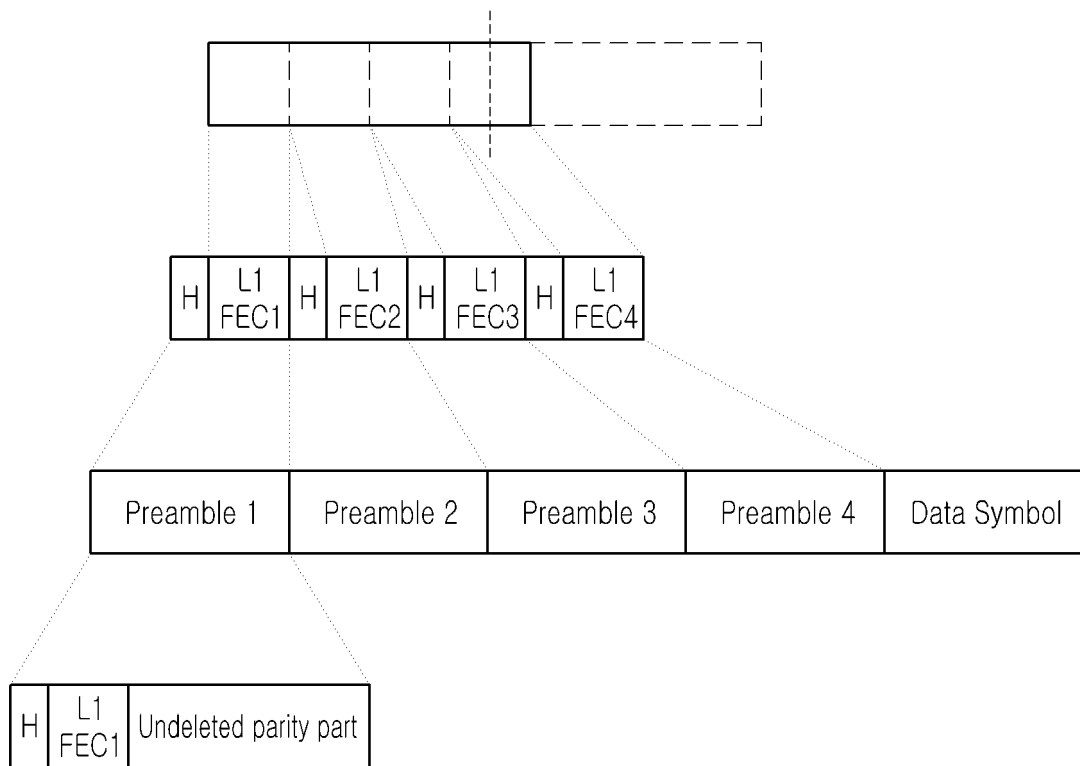 H L1 FEC1 H L1 FEC2 H L1 FEC3 H L1 FEC4
Preamble 1 Preamble 2 Preamble 3 Preamble 4 Data Symbol
H L1 FEC1 Undeleted parity part